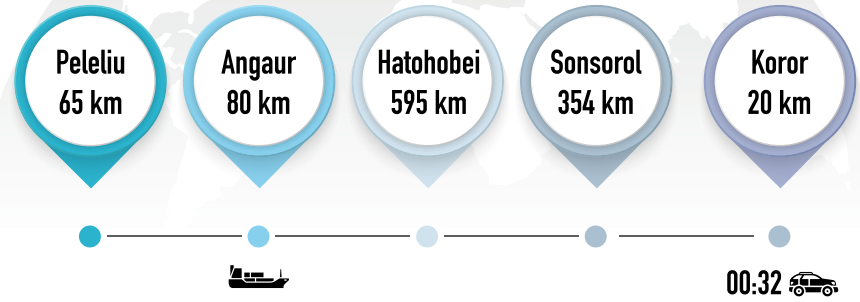 Peleliu
65 km
Angaur
80 km
Hatohobei
595 km
Sonsorol
354 km
Koror
20 km
00:32